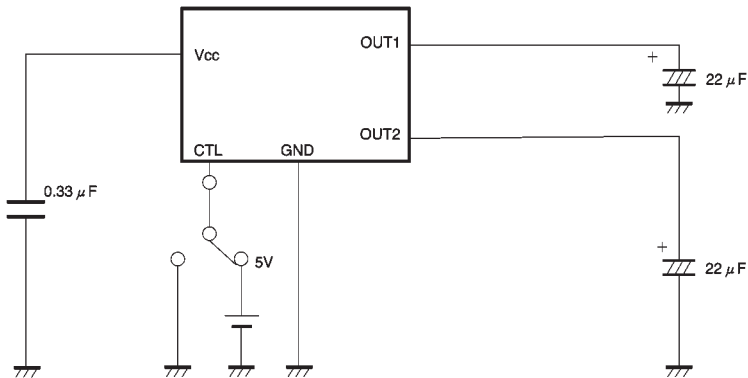 OUT1
Vcc
+
22 μF
OUT2
CTL
GND
0.33 μF
+
5V
22 μF